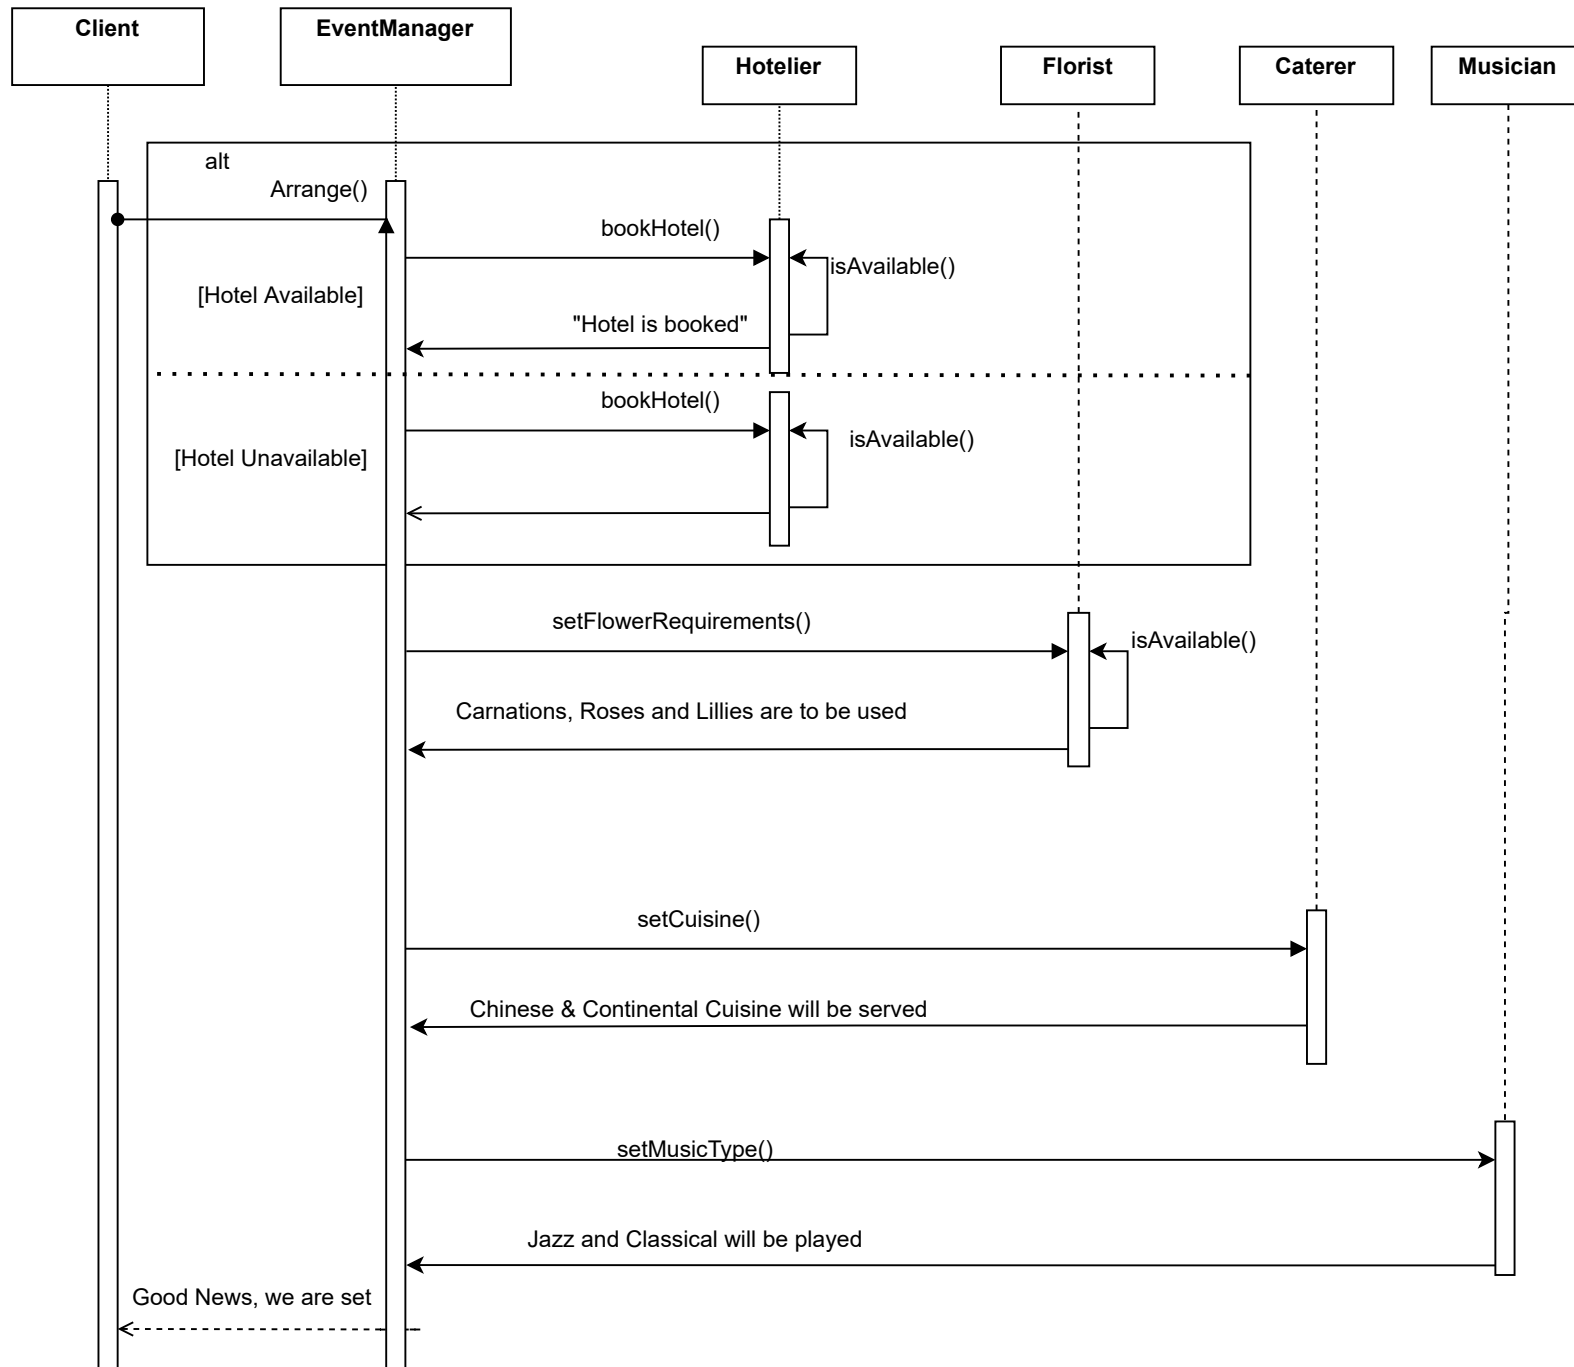 Client
EventManager
Hotelier
Florist
Caterer
Musician
alt
Arrange()
bookHotel()
isAvailable()
[Hotel Available]
"Hotel is booked"
bookHotel()
isAvailable()
[Hotel Unavailable]
setFlowerRequirements()
isAvailable()
Carnations, Roses and Lillies are to be used
setCuisine()
Chinese & Continental Cuisine will be served
setMusicType()
Jazz and Classical will be played
Good News, we are set